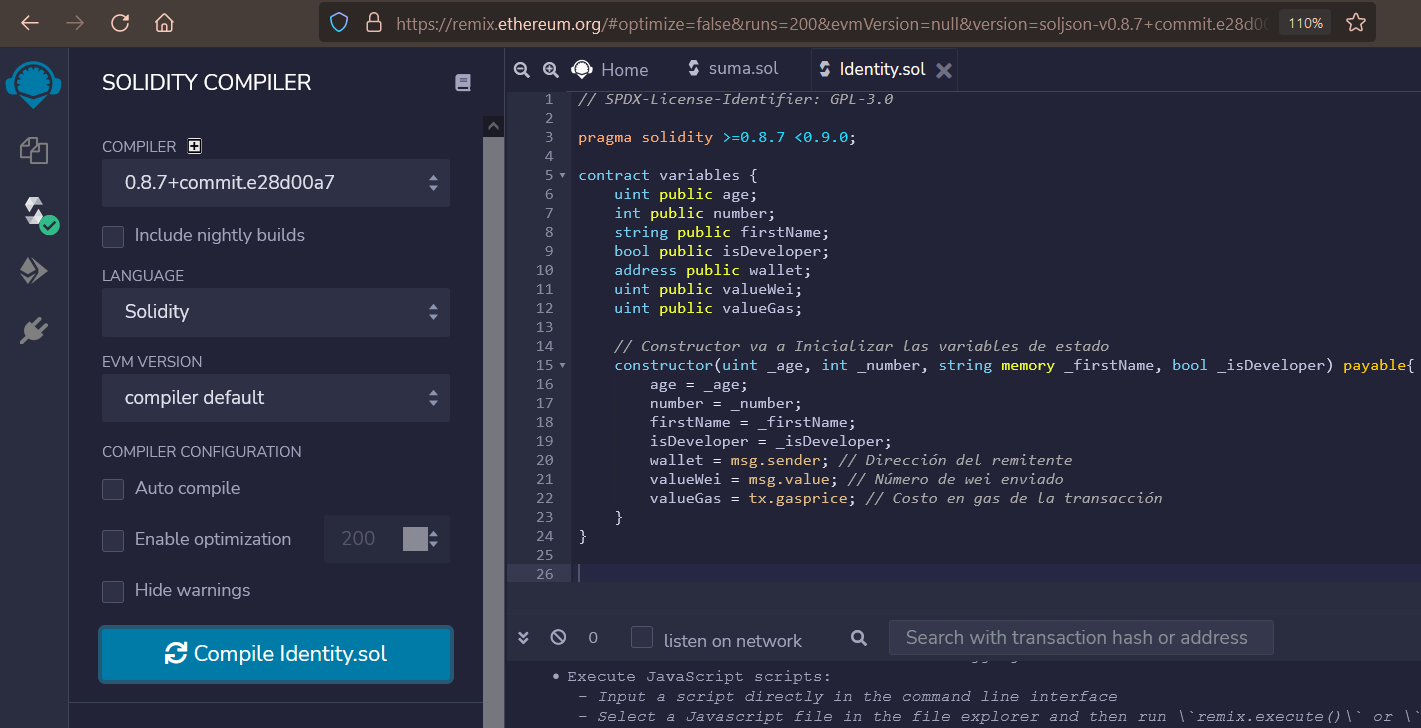 https://remix.ethereum.org/#optimize=false&runs=200&evmVersion=null&version=soljson-v0.8.7+commit.e28d00
110%
SOLIDITY COMPILER
COMPILER
0.8.7+commit.e28d00a7
Include nightly builds
LANGUAGE
Solidity
EVM VERSION
compiler default
COMPILER CONFIGURATION
Auto compile
Enable optimization
200
Hide warnings
Compile Identity.sol
Home
suma.sol
Identity.sol
1 // SPDX-License-Identifier: GPL-3.0
2
3 pragma solidity >=0.8.7 <0.9.0;
4
5 contract variables {
6 uint public age;
7 int public number;
8 string public firstName;
9 bool public isDeveloper;
10 address public wallet;
11 uint public valueWei;
12 uint public valueGas;
13
14 // Constructor va a Inicializar las variables de estado
15 constructor(uint _age, int _number, string memory _firstName, bool _isDeveloper) payable{
16 age = _age;
17 number = _number;
18 firstName = _firstName;
19 isDeveloper = _isDeveloper;
20 wallet = msg.sender; // Dirección del remitente
21 valueWei = msg.value; // Número de wei enviado
22 valueGas = tx.gasprice; // Costo en gas de la transacción
23 }
24 }
25
26
0
listen on network
Search with transaction hash or address
• Execute JavaScript scripts:
- Input a script directly in the command line interface
- Select a Javascript file in the file explorer and then run \`remix.execute()\` or \`